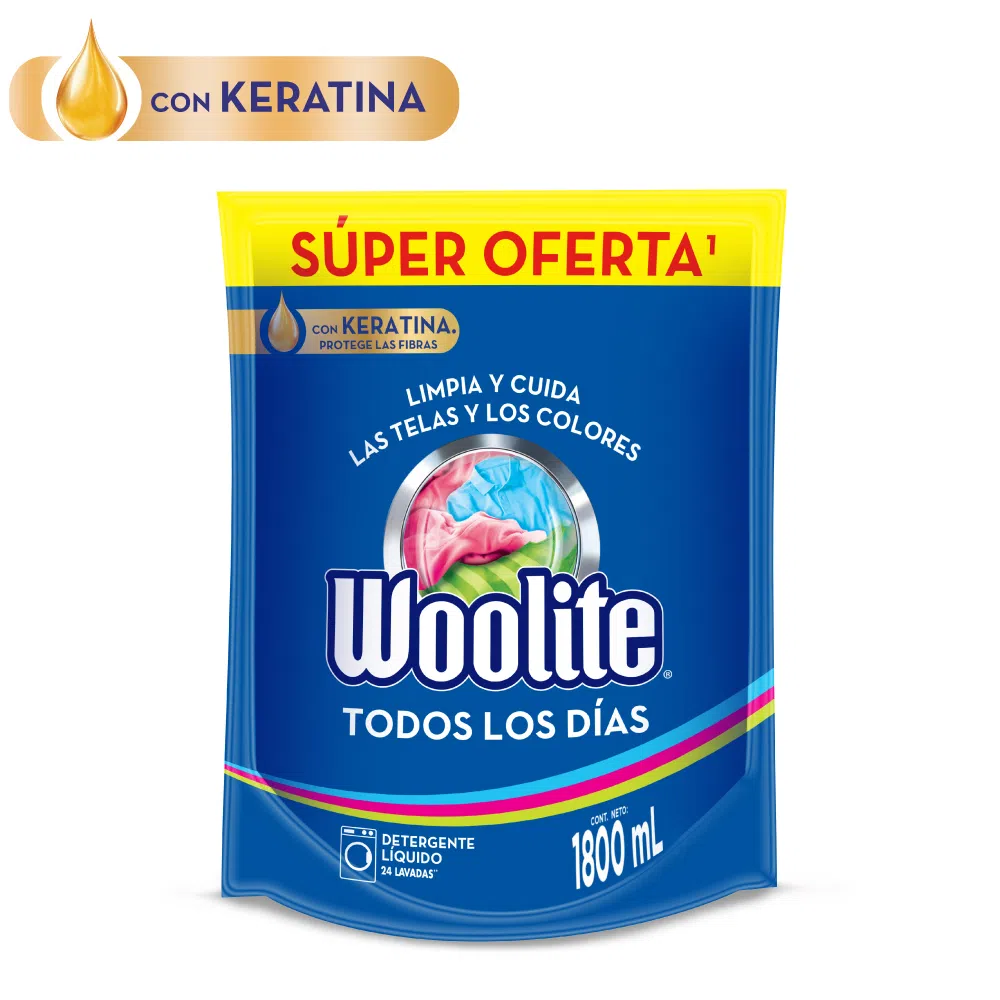 CON KERATINA
SÚPER OFERTA¹
CON KERATINA.
PROTEGE LAS FIBRAS
LIMPIA Y CUIDA
LAS TELAS Y LOS COLORES
Woolite®
TODOS LOS DÍAS
DETERGENTE
LÍQUIDO
24 LAVADAS**
CONT. NETO:
1800 mL